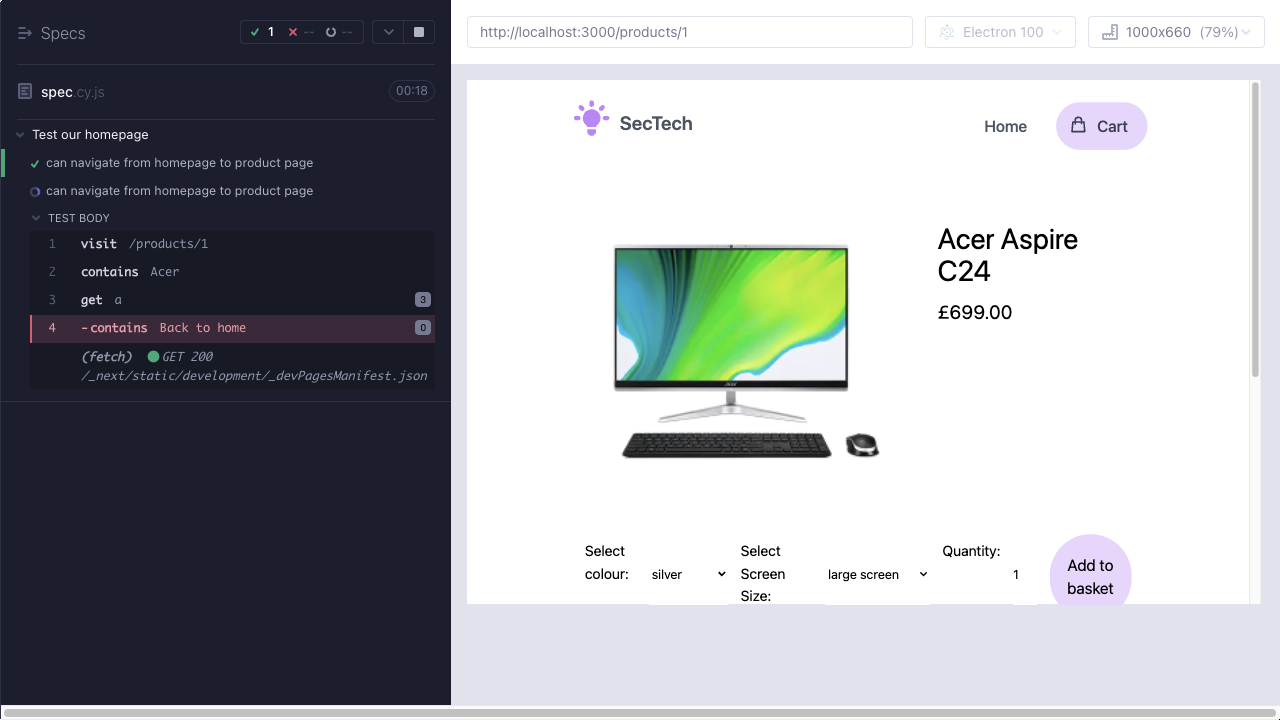 Specs
1 -- --
spec.cy.js 00:18
Test our homepage
can navigate from homepage to product page
can navigate from homepage to product page
TEST BODY
1 visit /products/1
2 contains Acer
3 get a 3
4 -contains Back to home 0
(fetch) GET 200
/_next/static/development/_devPagesManifest.json
http://localhost:3000/products/1
Electron 100
1000x660 (79%)
SecTech
Home
Cart
Acer Aspire
C24
£699.00
acer
Select
colour:
silver
Select
Screen
Size:
large screen
Quantity:
1
Add to
basket